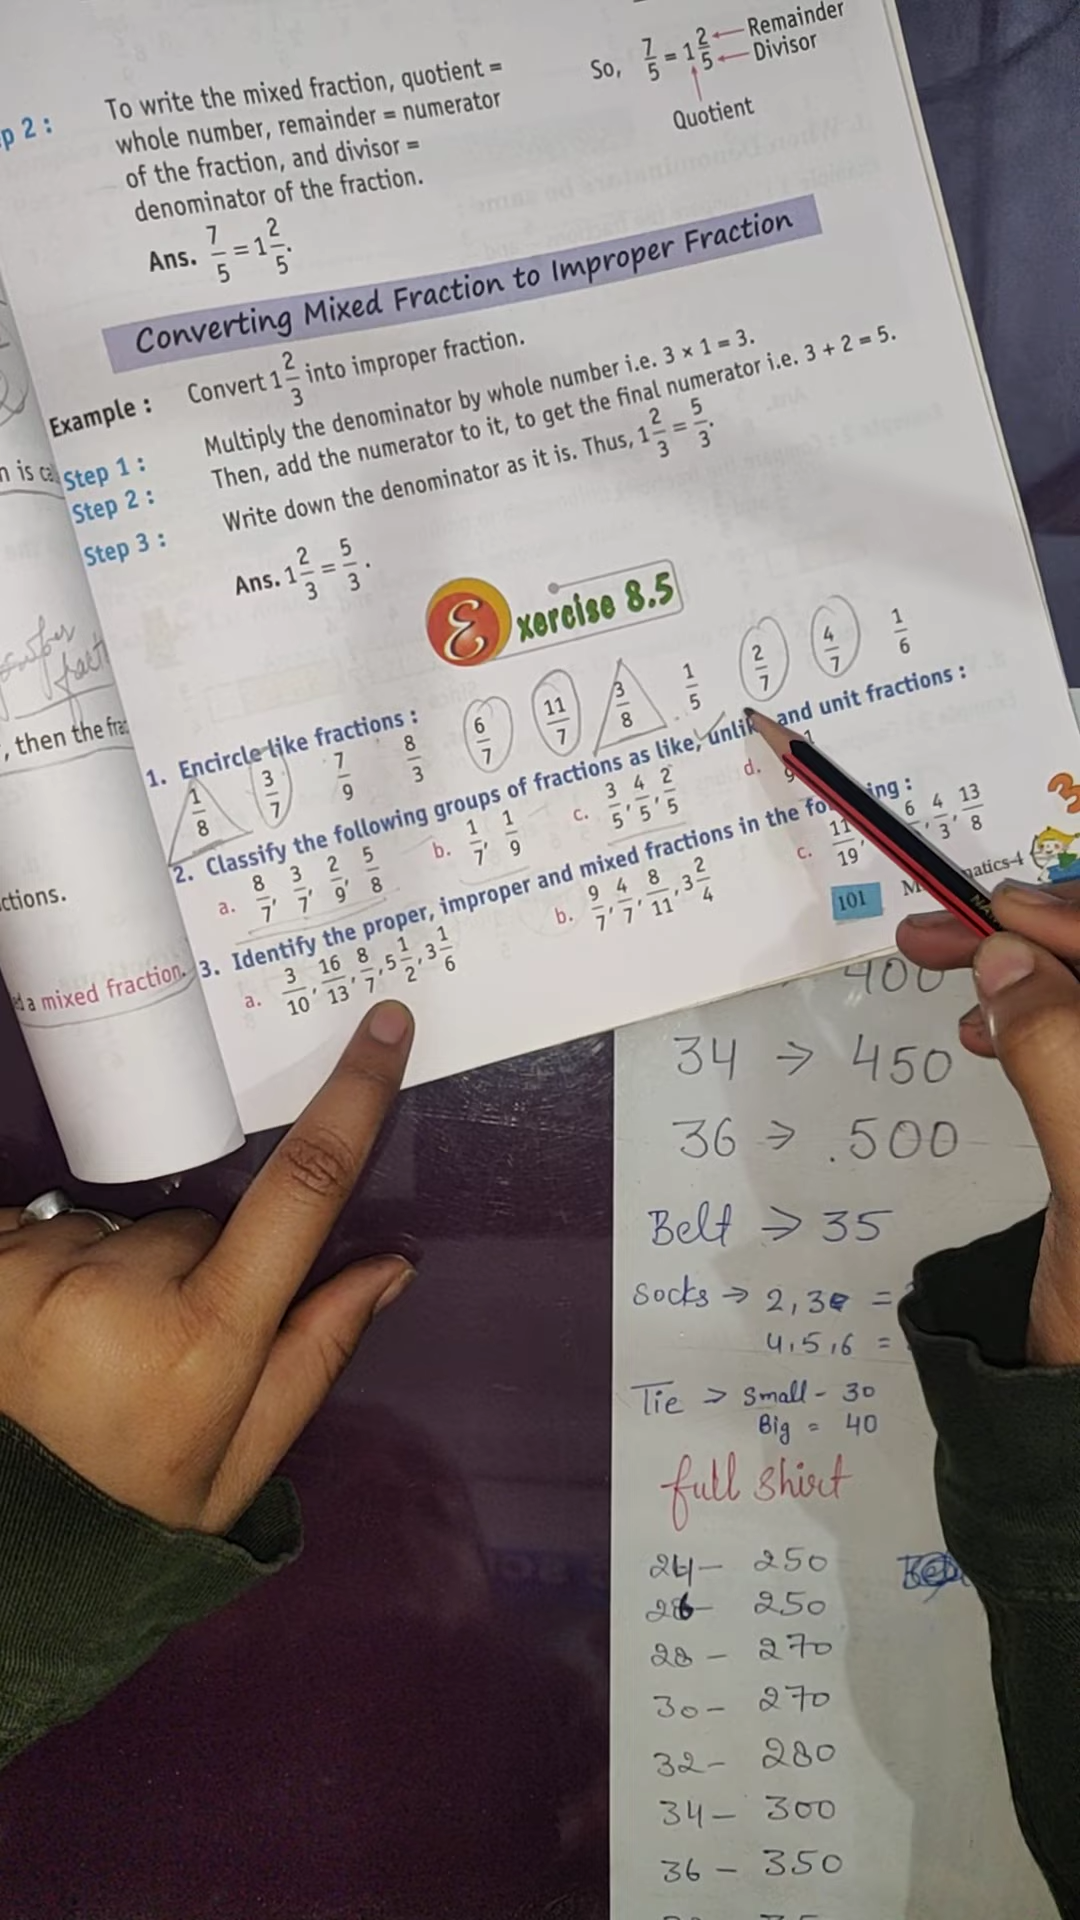 p 2 :
To write the mixed fraction, quotient =
whole number, remainder = numerator
of the fraction, and divisor =
denominator of the fraction.
So, 7/5 = 1 2/5
Remainder
Divisor
Quotient
Ans. 7/5 = 1 2/5.
Converting Mixed Fraction to Improper Fraction
Example : Convert 1 2/3 into improper fraction.
Step 1 : Multiply the denominator by whole number i.e. 3 × 1 = 3.
Step 2 : Then, add the numerator to it, to get the final numerator i.e. 3 + 2 = 5.
Step 3 : Write down the denominator as it is. Thus, 1 2/3 = 5/3.
Ans. 1 2/3 = 5/3.
Exercise 8.5
1. Encircle like fractions :
1/8 3/7 7/9 8/3 6/7 11/7 3/8 1/5 2/7 4/7 1/6
2. Classify the following groups of fractions as like, and unit fractions :
a. 8/7, 3/7, 2/9, 5/8 b. 1/7, 1/9 c. 3/5, 4/5, 2/5 d.
3. Identify the proper, improper and mixed fractions in the :
a. 3/10, 16/13, 8/7, 5 1/2, 3 1/6 b. 9/7, 4/7, 8/11, 3 2/4 c. 11/19, 4/3, 13/8
101
, then the
ctions.
a mixed fraction.
400
34 → 450
36 → .500
Belt → 35
Socks → 2,3 =
4,5,6 =
Tie → Small - 30
Big = 40
full Shirt
24 - 250
26 - 250
28 - 270
30 - 270
32 - 280
34 - 300
36 - 350